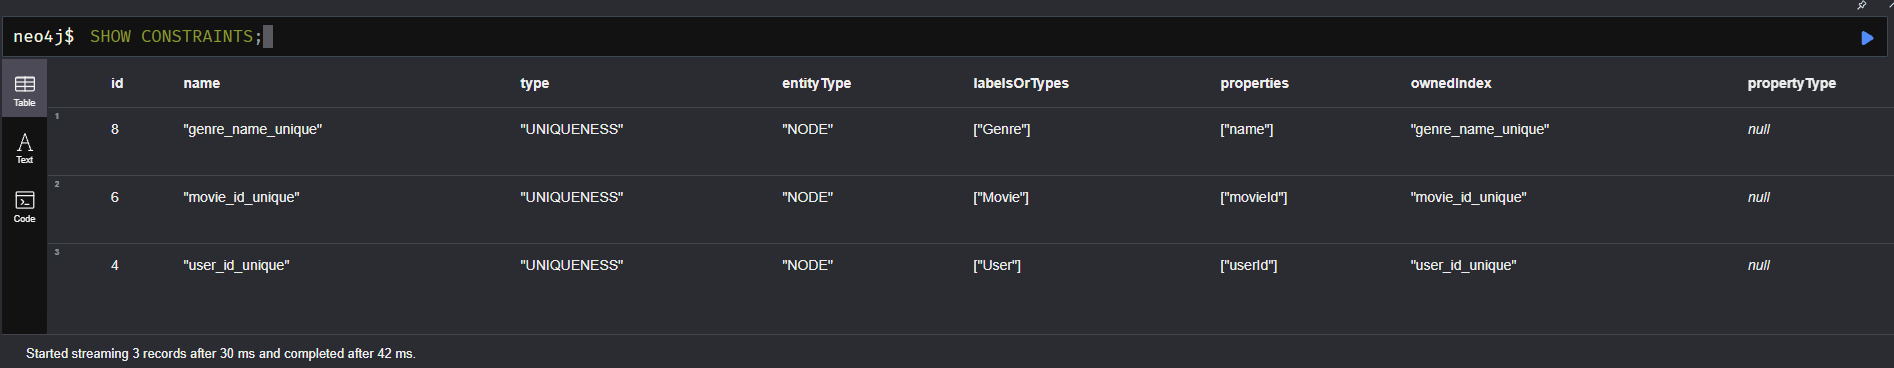 neo4j$ SHOW CONSTRAINTS;
id name type entityType labelsOrTypes properties ownedIndex propertyType
Table
1
8 "genre_name_unique" "UNIQUENESS" "NODE" ["Genre"] ["name"] "genre_name_unique" null
Text
2
6 "movie_id_unique" "UNIQUENESS" "NODE" ["Movie"] ["movieId"] "movie_id_unique" null
Code
3
4 "user_id_unique" "UNIQUENESS" "NODE" ["User"] ["userId"] "user_id_unique" null
Started streaming 3 records after 30 ms and completed after 42 ms.